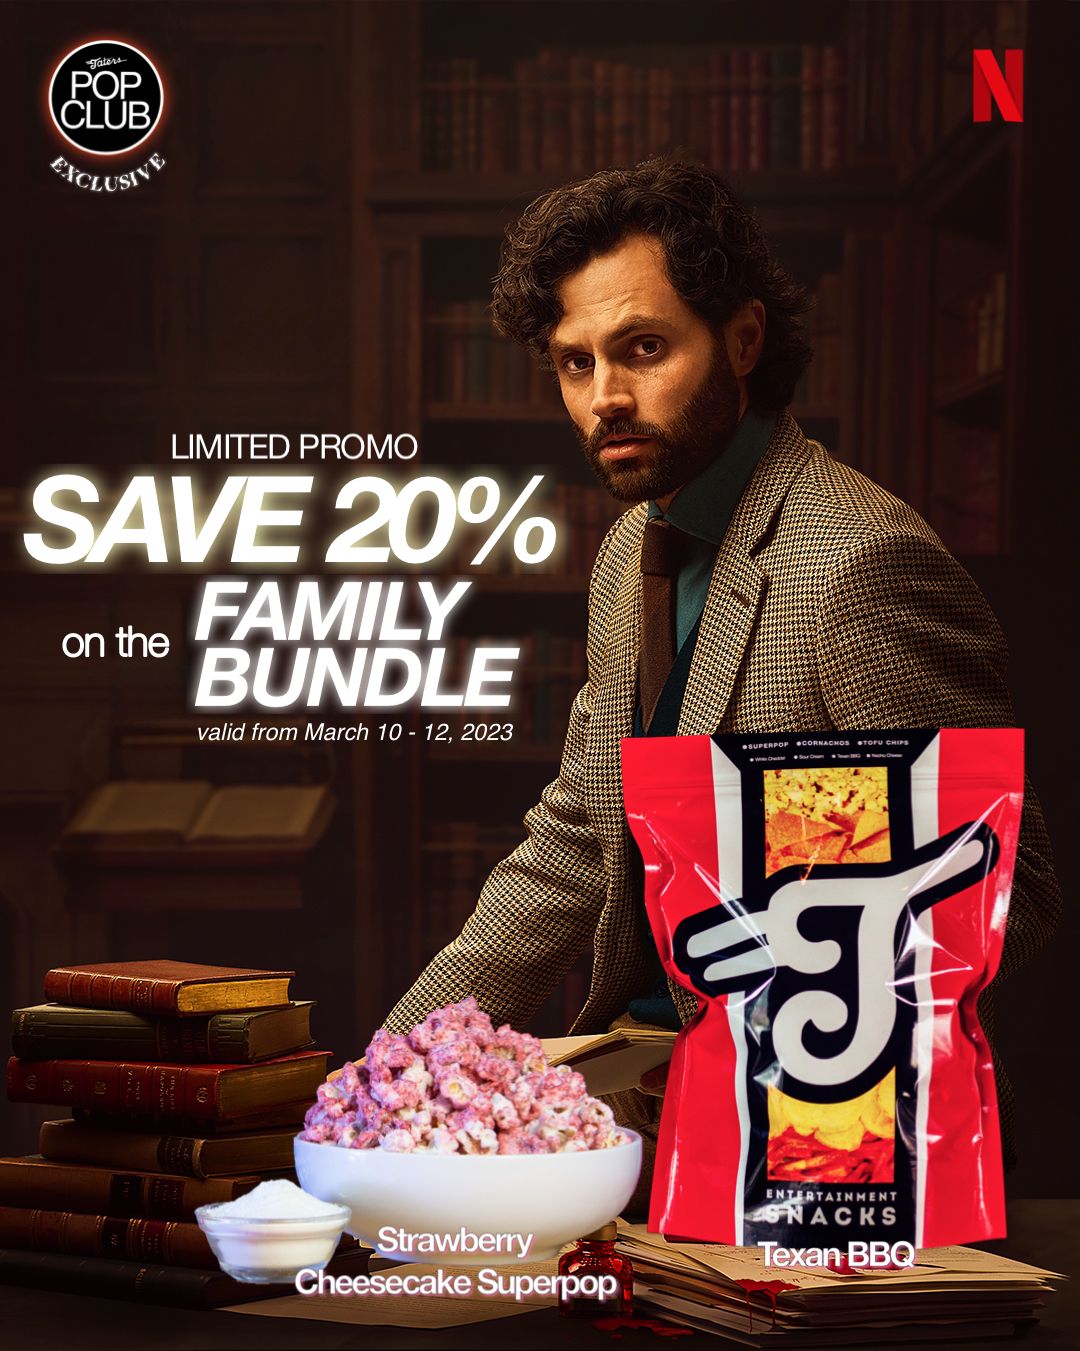 Taters
POP
CLUB
EXCLUSIVE
N
LIMITED PROMO
SAVE 20%
on the
FAMILY
BUNDLE
valid from March 10 - 12, 2023
SUPERPOP CORNACHOS TOFU CHIPS
White Cheddar Sour Cream Texan BBQ Nacho Cheese
T
ENTERTAINMENT
SNACKS
Strawberry
Cheesecake Superpop
Texan BBQ